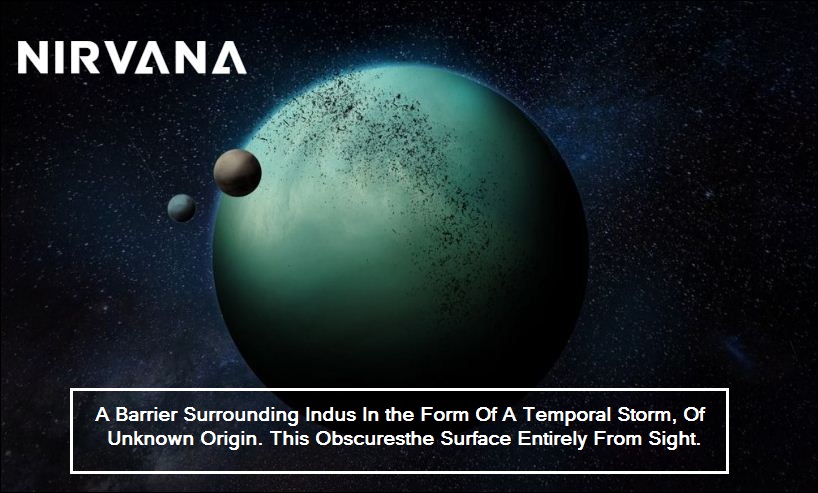 NIRVANA
A Barrier Surrounding Indus In the Form Of A Temporal Storm, Of
Unknown Origin. This Obscuresthe Surface Entirely From Sight.